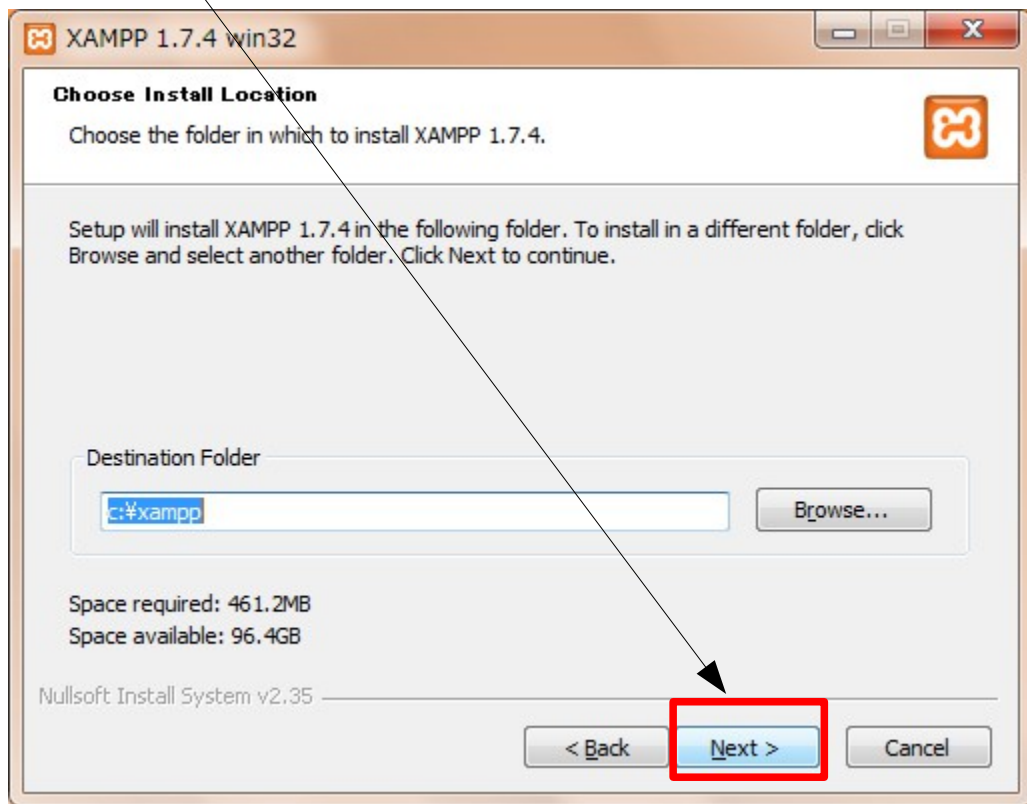 XAMPP 1.7.4 win32
Choose Install Location
Choose the folder in which to install XAMPP 1.7.4.
Setup will install XAMPP 1.7.4 in the following folder. To install in a different folder, click
Browse and select another folder. Click Next to continue.
Destination Folder
c:¥xampp
Browse...
Space required: 461.2MB
Space available: 96.4GB
Nullsoft Install System v2.35
< Back
Next >
Cancel